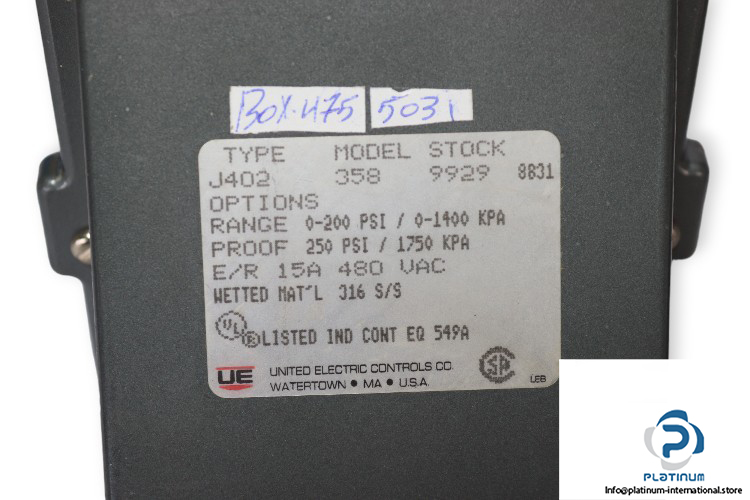 BOX.475 5031
TYPE MODEL STOCK
J402 358 9929 8831
OPTIONS
RANGE 0-200 PSI / 0-1400 KPA
PROOF 250 PSI / 1750 KPA
E/R 15A 480 VAC
WETTED MAT'L 316 S/S
UL ® LISTED IND CONT EQ 549A
UE UNITED ELECTRIC CONTROLS CO.
WATERTOWN • MA • U.S.A.
SP
LEB
PLATINUM
Info@platinum-international.store